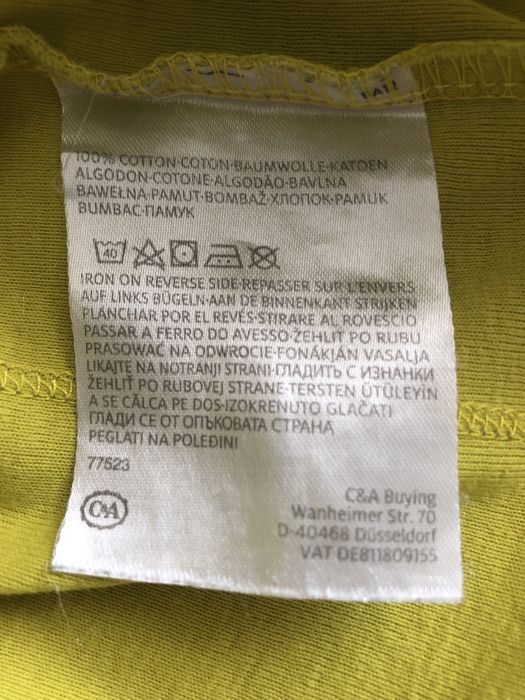 100% COTTON·COTON·BAUMWOLLE·KATOEN
ALGODON·COTONE·ALGODÃO·BAVLNA
BAWEŁNA·PAMUT·BOMBAŽ·ХЛОПОК·PAMUK
BUMBAC·ПАМУК
40
IRON ON REVERSE SIDE·REPASSER SUR L'ENVERS
AUF LINKS BÜGELN·AAN DE BINNENKANT STRIJKEN
PLANCHAR POR EL REVÉS·STIRARE AL ROVESCIO
PASSAR A FERRO DO AVESSO·ŽEHLIT PO RUBU
PRASOWAĆ NA ODWROCIE·FONÁKJÁN VASALJA
LIKAJTE NA NOTRANJI STRANI·ГЛАДИТЬ С ИЗНАНКИ
ŽEHLIŤ PO RUBOVEJ STRANE·TERSTEN ÜTÜLEYİN
A SE CĂLCA PE DOS·IZOKRENUTO GLAČATI
ГЛАДИ СЕ ОТ ОПЪКОВАТА СТРАНА
PEGLATI NA POLEĐINI
77523
C&A
C&A Buying
Wanheimer Str. 70
D-40468 Düsseldorf
VAT DE811809155